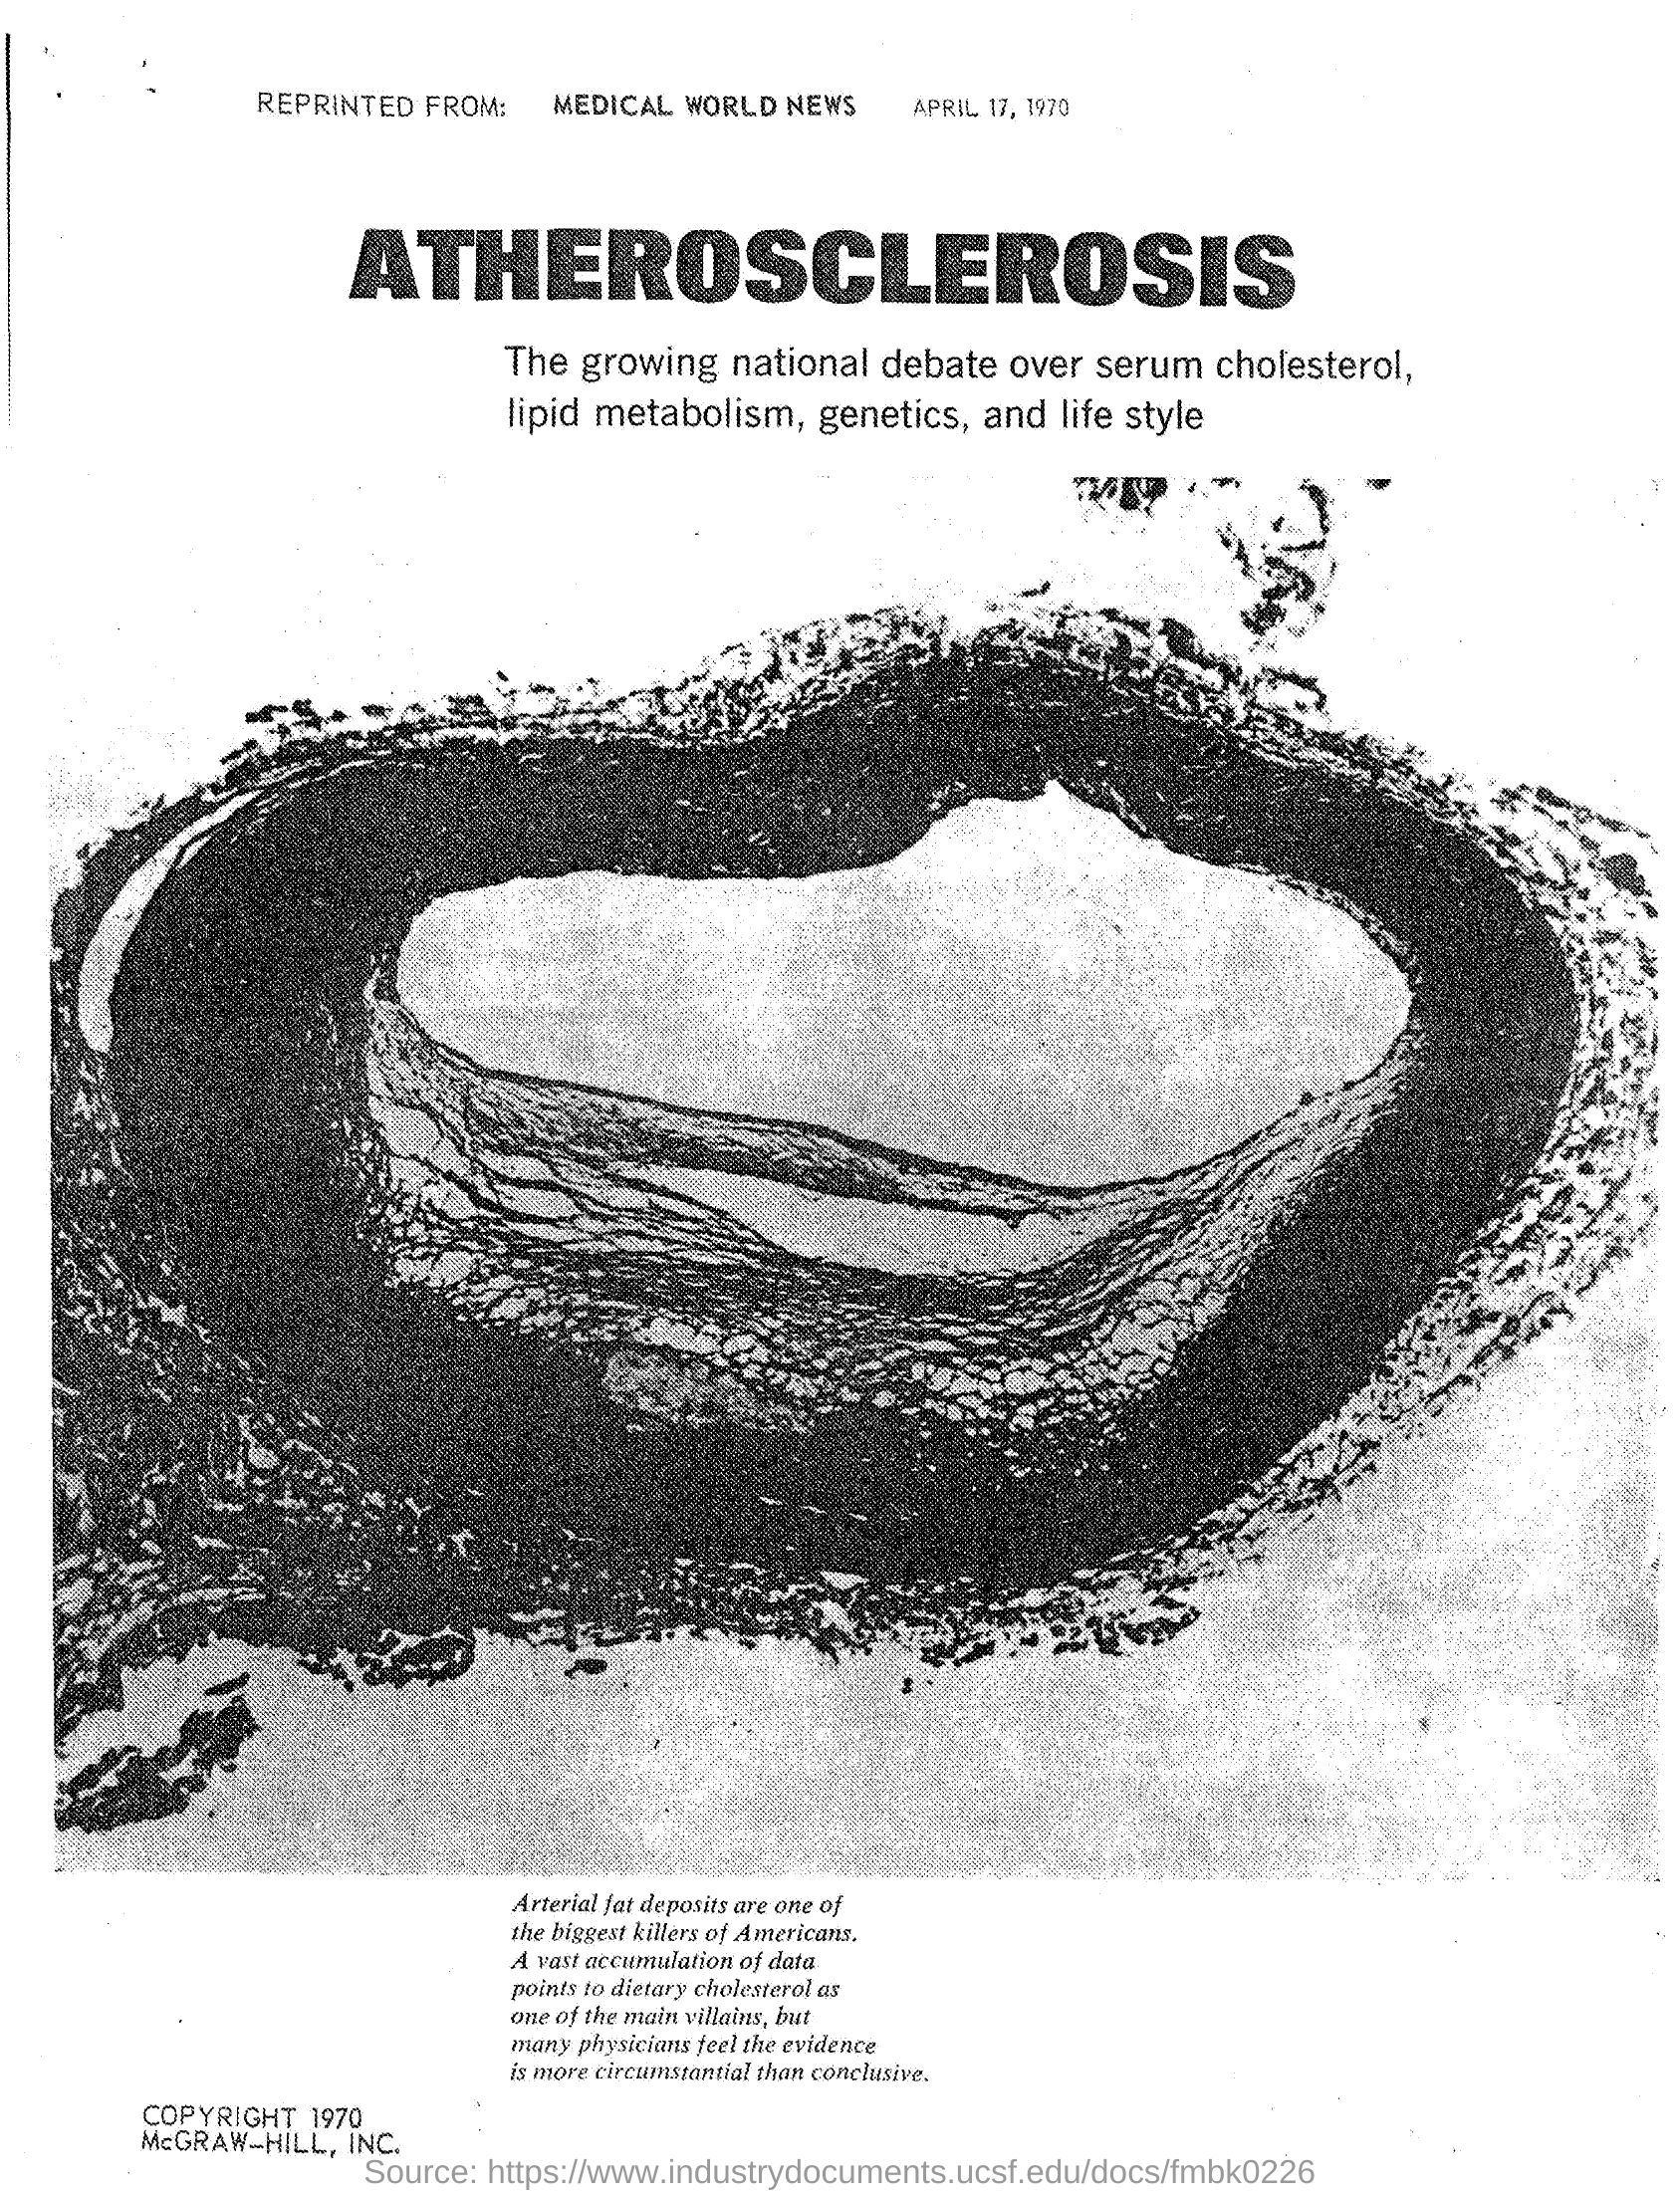 REPRINTED FROM: MEDICAL WORLD NEWS APRIL 17, 1970
ATHEROSCLEROSIS
The growing national debate over serum cholesterol,
lipid metabolism, genetics, and life style
Arterial fat deposits are one of
the biggest killers of Americans.
A vast accumulation of data
points to dietary cholesterol as
one of the main villains, but
many physicians feel the evidence
is more circumstantial than conclusive.
COPYRIGHT 1970
McGRAW-HILL, INC.
Source: https://www.industrydocuments.ucsf.edu/docs/fmbk0226